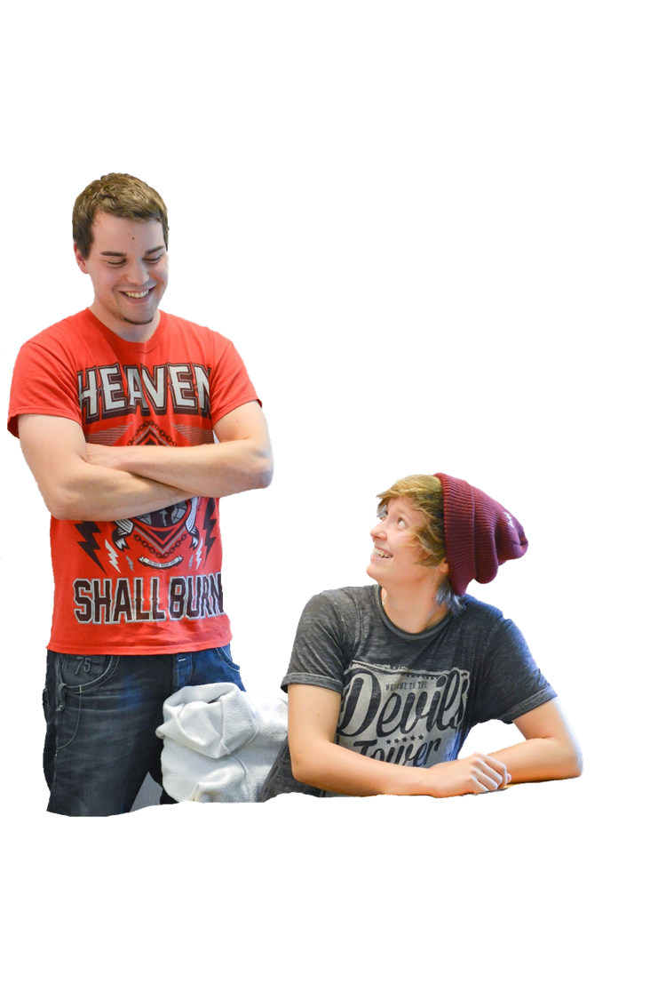 HEAVEN
SHALL BURN
75
WELCOME TO THE
Devils
Tower